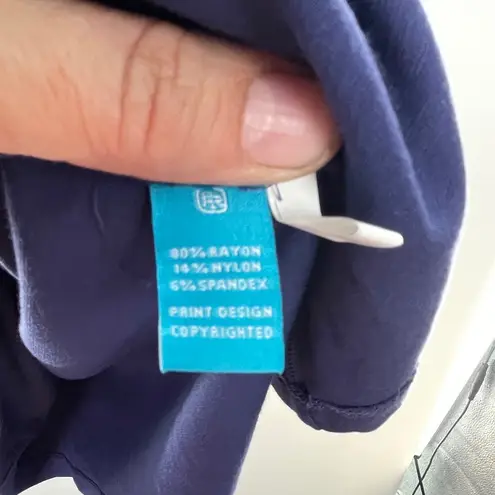 80% RAYON
14% NYLON
6% SPANDEX
PRINT DESIGN
COPYRIGHTED